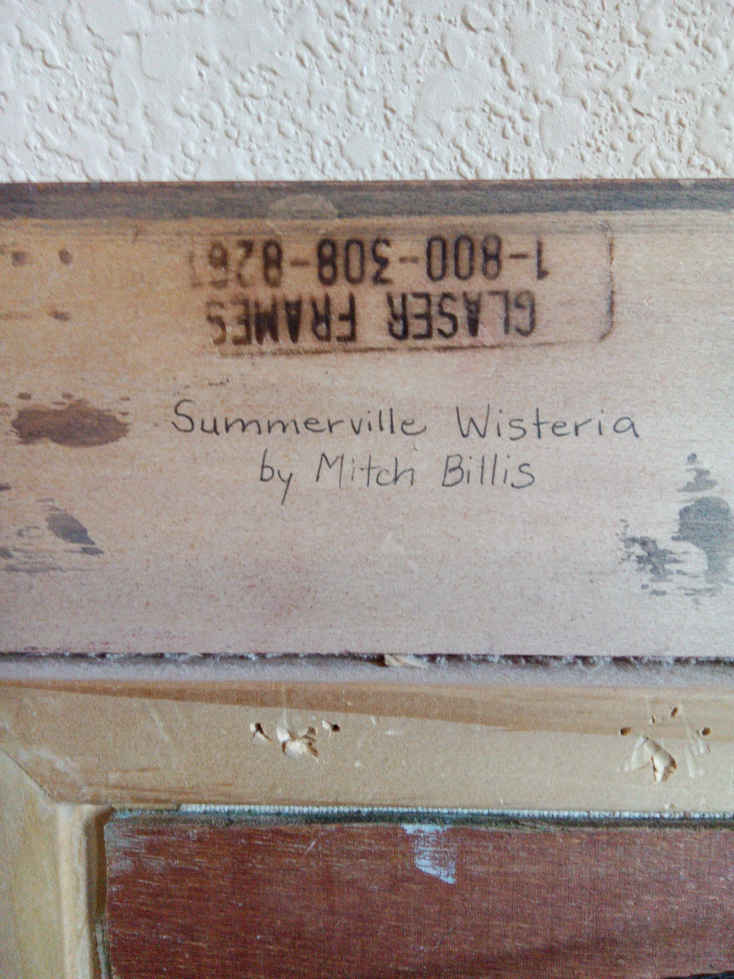 GLASER FRAMES
1-800-308-826
Summerville Wisteria
by Mitch Billis